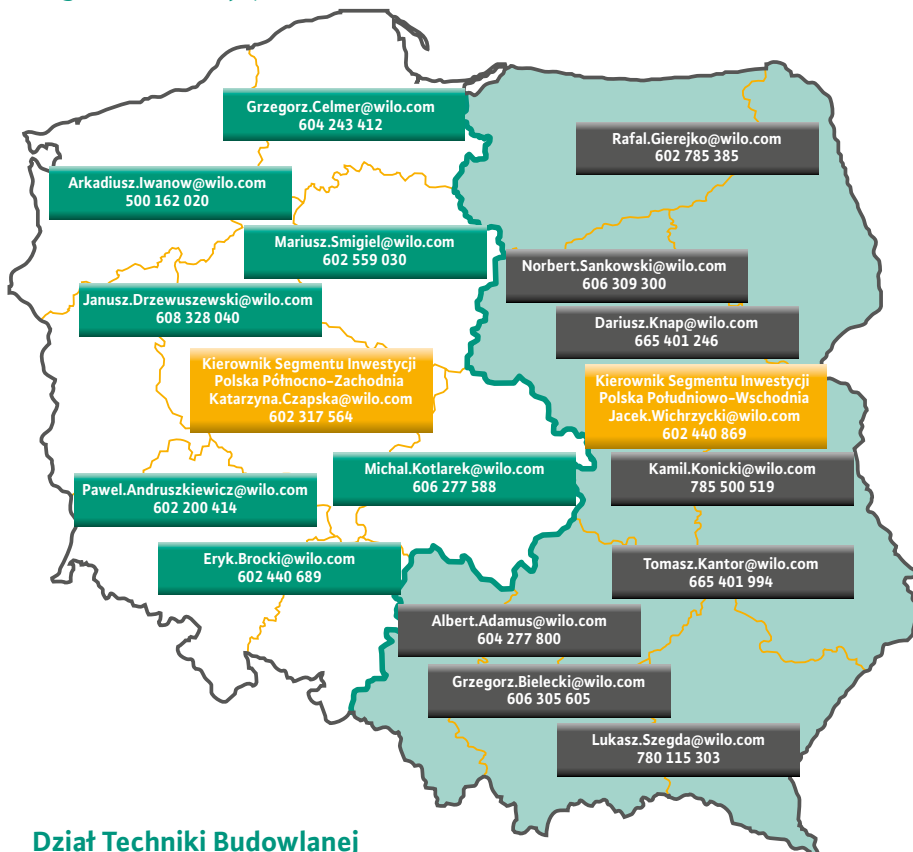 Grzegorz.Celmer@wilo.com
604 243 412
Rafal.Gierejko@wilo.com
602 785 385
Arkadiusz.Iwanow@wilo.com
500 162 020
Mariusz.Smigiel@wilo.com
602 559 030
Norbert.Sankowski@wilo.com
606 309 300
Janusz.Drzewuszewski@wilo.com
608 328 040
Dariusz.Knap@wilo.com
665 401 246
Kierownik Segmentu Inwestycji
Polska Północno-Zachodnia
Katarzyna.Czapska@wilo.com
602 317 564
Kierownik Segmentu Inwestycji
Polska Południowo-Wschodnia
Jacek.Wichrzycki@wilo.com
602 440 869
Michal.Kotlarek@wilo.com
606 277 588
Kamil.Konicki@wilo.com
785 500 519
Pawel.Andruszkiewicz@wilo.com
602 200 414
Eryk.Brocki@wilo.com
602 440 689
Tomasz.Kantor@wilo.com
665 401 994
Albert.Adamus@wilo.com
604 277 800
Grzegorz.Bielecki@wilo.com
606 305 605
Lukasz.Szegda@wilo.com
780 115 303
Dział Techniki Budowlanej